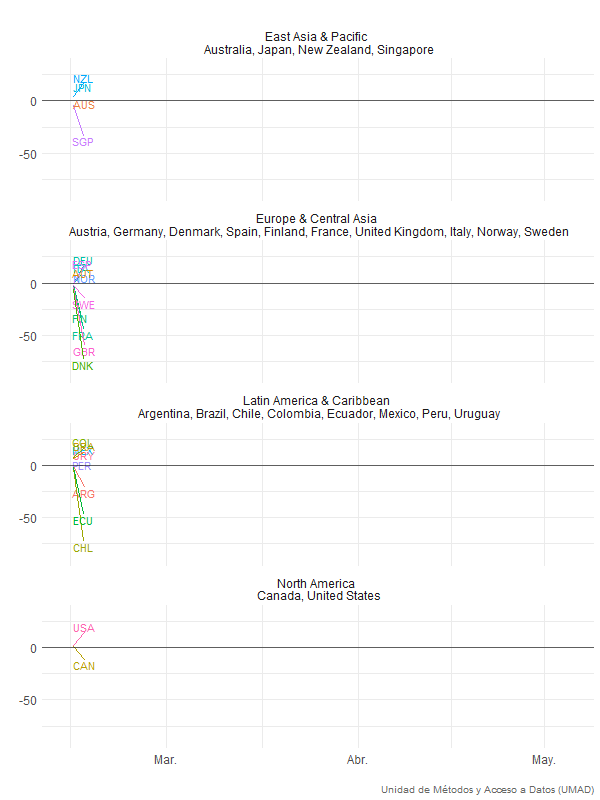 East Asia & Pacific
Australia, Japan, New Zealand, Singapore
NZL
JPN
0
AUS
SGP
-50
Europe & Central Asia
Austria, Germany, Denmark, Spain, Finland, France, United Kingdom, Italy, Norway, Sweden
DEU
NOR
0
SWE
FIN
FRA
-50
GBR
DNK
Latin America & Caribbean
Argentina, Brazil, Chile, Colombia, Ecuador, Mexico, Peru, Uruguay
COL
URY
PER
0
ARG
ECU
-50
CHL
North America
Canada, United States
USA
0
CAN
-50
Mar. Abr. May.
Unidad de Métodos y Acceso a Datos (UMAD)